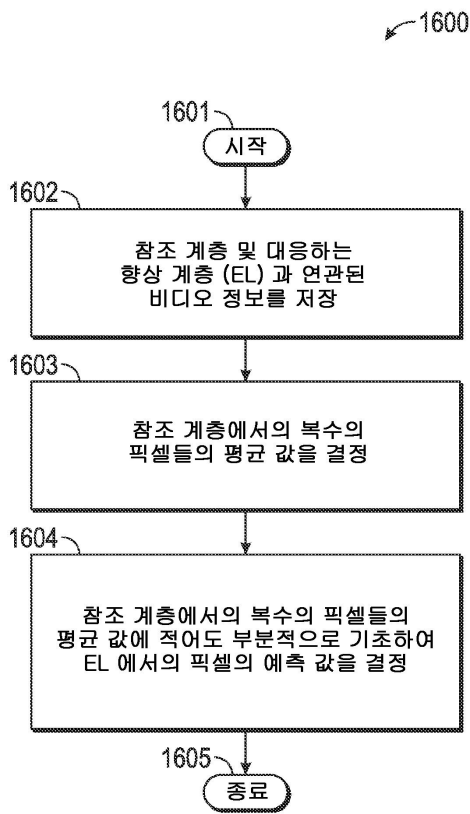 1600
1601
시작
1602
참조 계층 및 대응하는
향상 계층 (EL) 과 연관된
비디오 정보를 저장
1603
참조 계층에서의 복수의
픽셀들의 평균 값을 결정
1604
참조 계층에서의 복수의 픽셀들의
평균 값에 적어도 부분적으로 기초하여
EL 에서의 픽셀의 예측 값을 결정
1605
종료